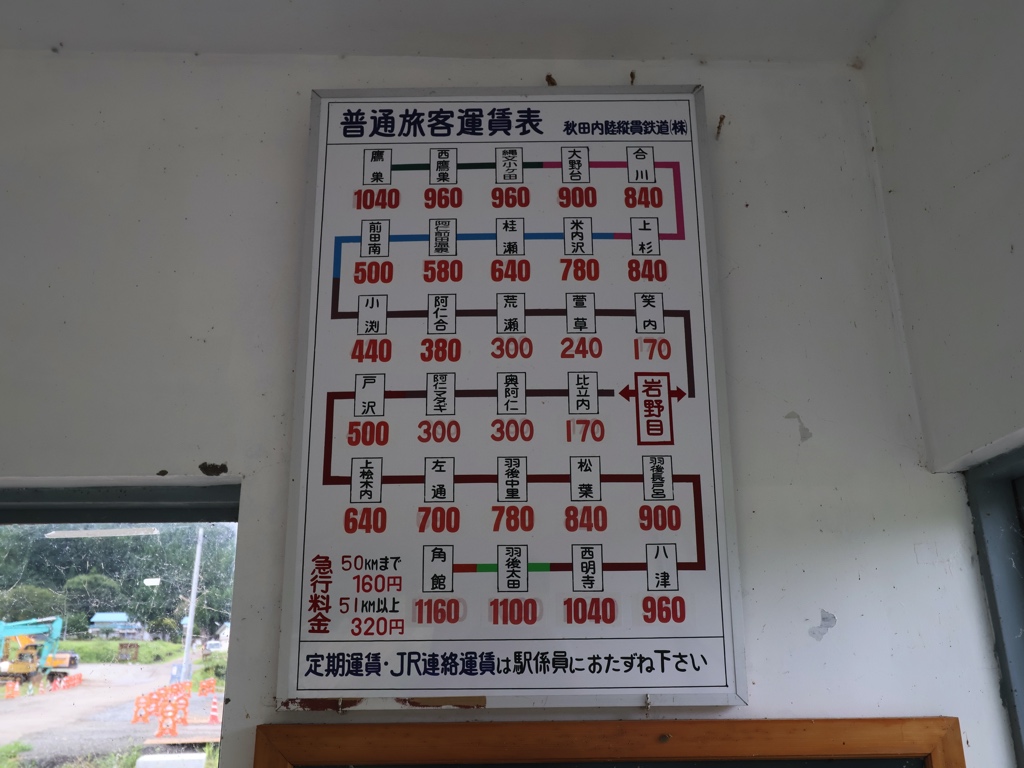 普通旅客運賃表 秋田内陸縦貫鉄道(株)
鷹巣 西鷹巣 縄文小ヶ田 大野台 合川
1040 960 960 900 840
前田南 阿仁前田温泉 桂瀬 米内沢 上杉
500 580 640 780 840
小渕 阿仁合 荒瀬 萱草 笑内
440 380 300 240 170
戸沢 阿仁マタギ 奥阿仁 比立内 岩野目
500 300 300 170
上桧木内 左通 羽後中里 松葉 羽後長戸呂
640 700 780 840 900
角館 羽後太田 西明寺 八津
1160 1100 1040 960
急行料金
50KMまで
160円
51KM以上
320円
定期運賃・JR連絡運賃は駅係員におたずね下さい